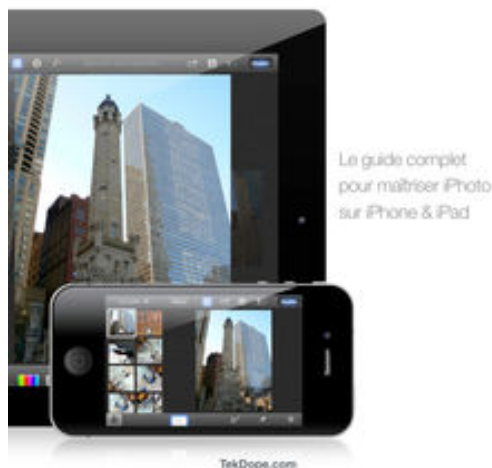 Le guide complet
pour maîtriser iPhoto
sur iPhone & iPad
TekDope.com